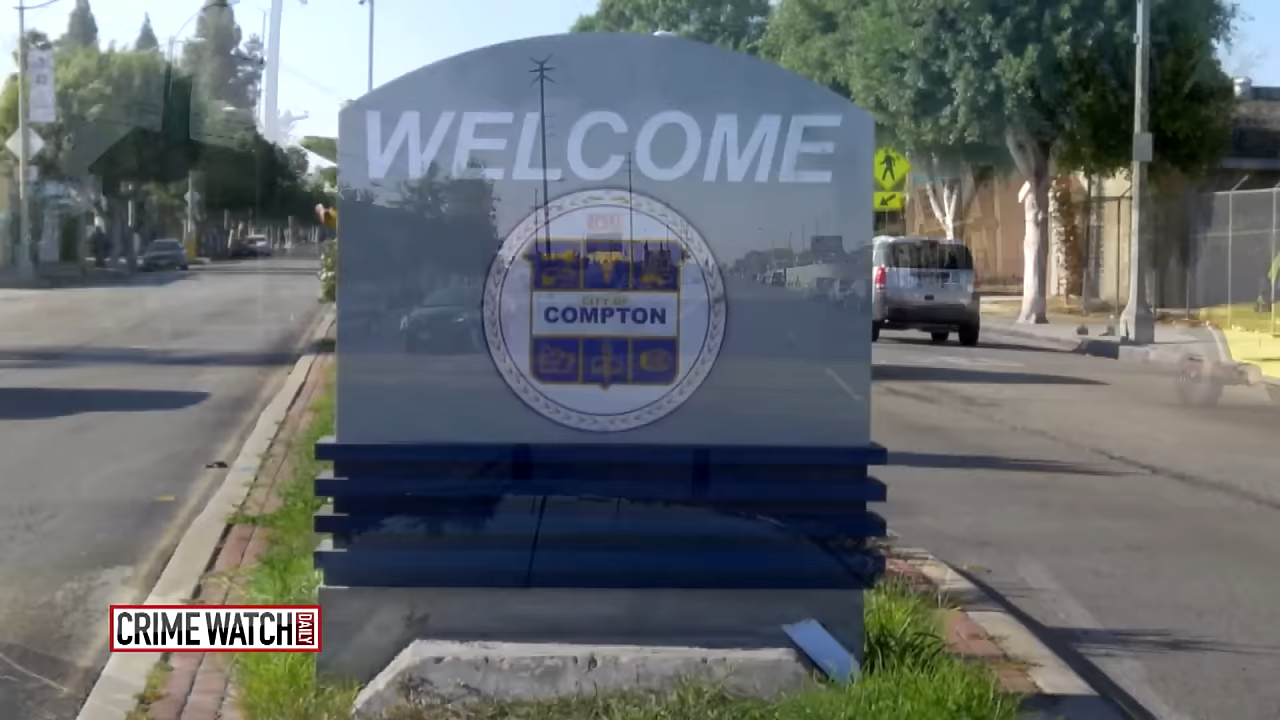 WELCOME
CITY OF
COMPTON
CRIME WATCH
DAILY